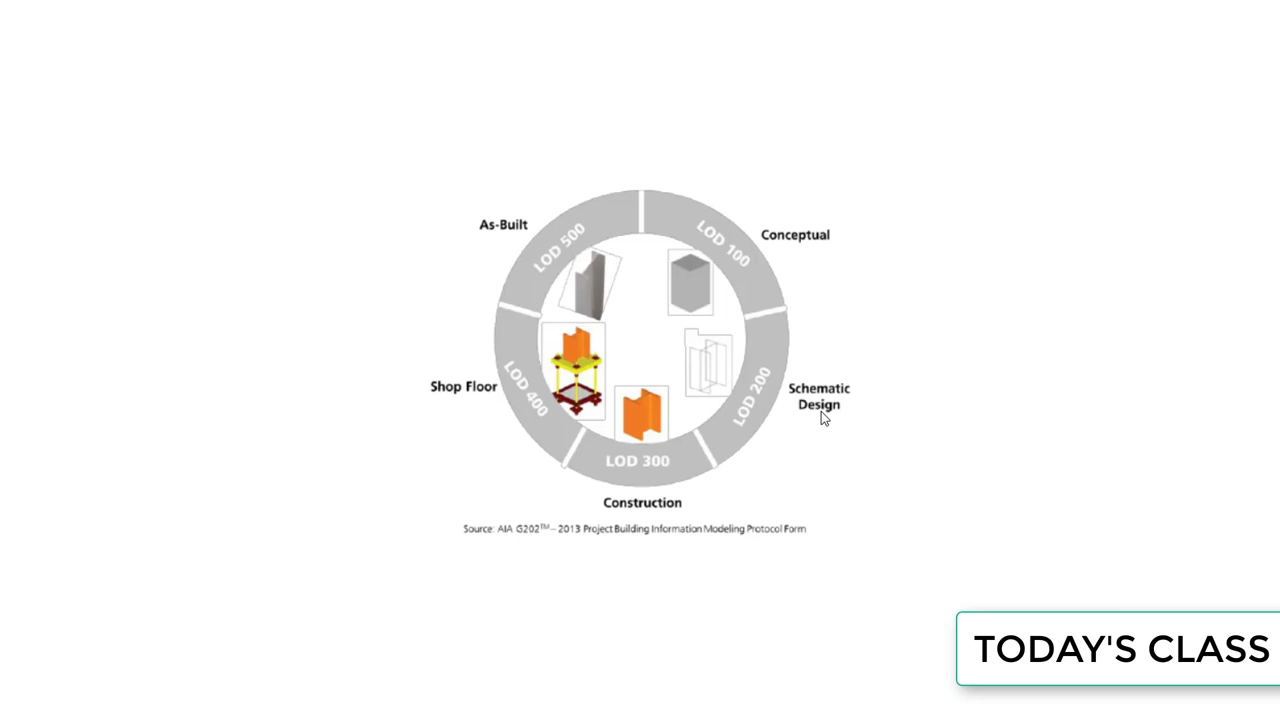 As-Built
LOD 500
LOD 100
Conceptual
Shop Floor
LOD 400
LOD 200
Schematic
Design
LOD 300
Construction
Source: AIA G202™– 2013 Project Building Information Modeling Protocol Form
TODAY'S CLASS